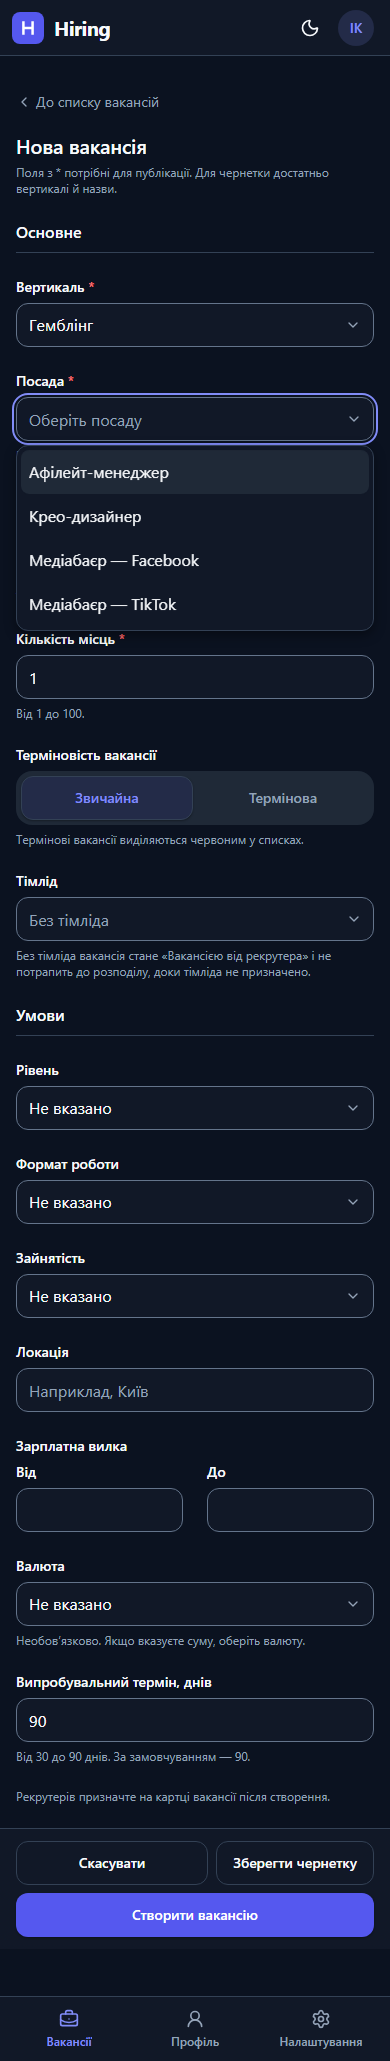 H Hiring
ІК
До списку вакансій
Нова вакансія
Поля з * потрібні для публікації. Для чернетки достатньо
вертикалі й назви.
Основне
Вертикаль *
Гемблінг
Посада *
Оберіть посаду
Афілейт-менеджер
Крео-дизайнер
Медіабаєр — Facebook
Медіабаєр — TikTok
Кількість місць *
1
Від 1 до 100.
Терміновість вакансії
Звичайна
Термінова
Термінові вакансії виділяються червоним у списках.
Тімлід
Без тімліда
Без тімліда вакансія стане «Вакансією від рекрутера» і не
потрапить до розподілу, доки тімліда не призначено.
Умови
Рівень
Не вказано
Формат роботи
Не вказано
Зайнятість
Не вказано
Локація
Наприклад, Київ
Зарплатна вилка
Від
До
Валюта
Не вказано
Необов'язково. Якщо вказуєте суму, оберіть валюту.
Випробувальний термін, днів
90
Від 30 до 90 днів. За замовчуванням — 90.
Рекрутерів призначте на картці вакансії після створення.
Скасувати
Зберегти чернетку
Створити вакансію
Вакансії
Профіль
Налаштування